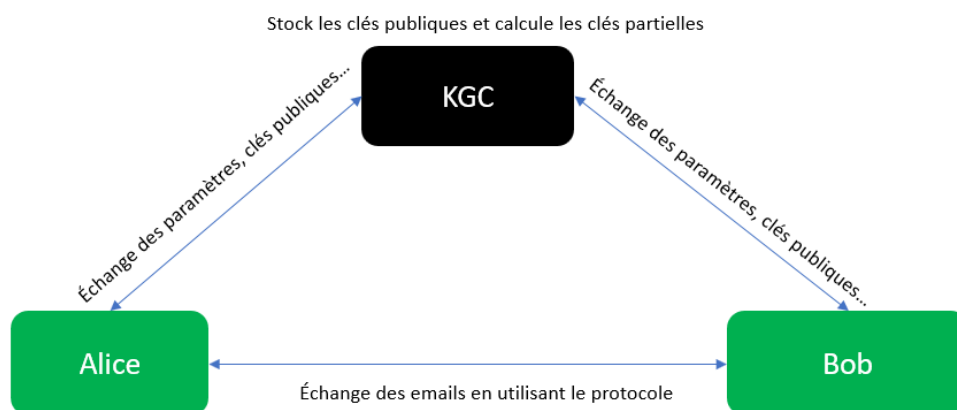 Stock les clés publiques et calcule les clés partielles
KGC
Échange des paramètres, clés publiques...
Échange des paramètres, clés publiques...
Alice
Bob
Échange des emails en utilisant le protocole